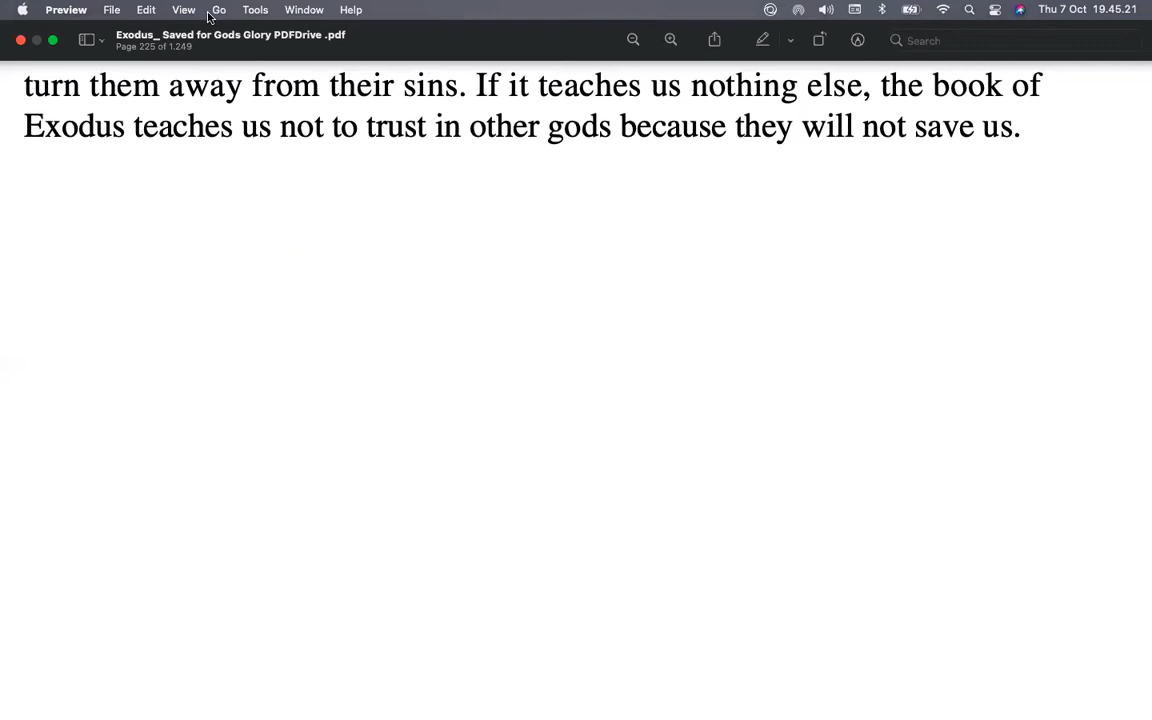 Preview File Edit View Go Tools Window Help Thu 7 Oct 19.45.21
Exodus_ Saved for Gods Glory PDFDrive .pdf
Page 225 of 1.249
Search
turn them away from their sins. If it teaches us nothing else, the book of
Exodus teaches us not to trust in other gods because they will not save us.